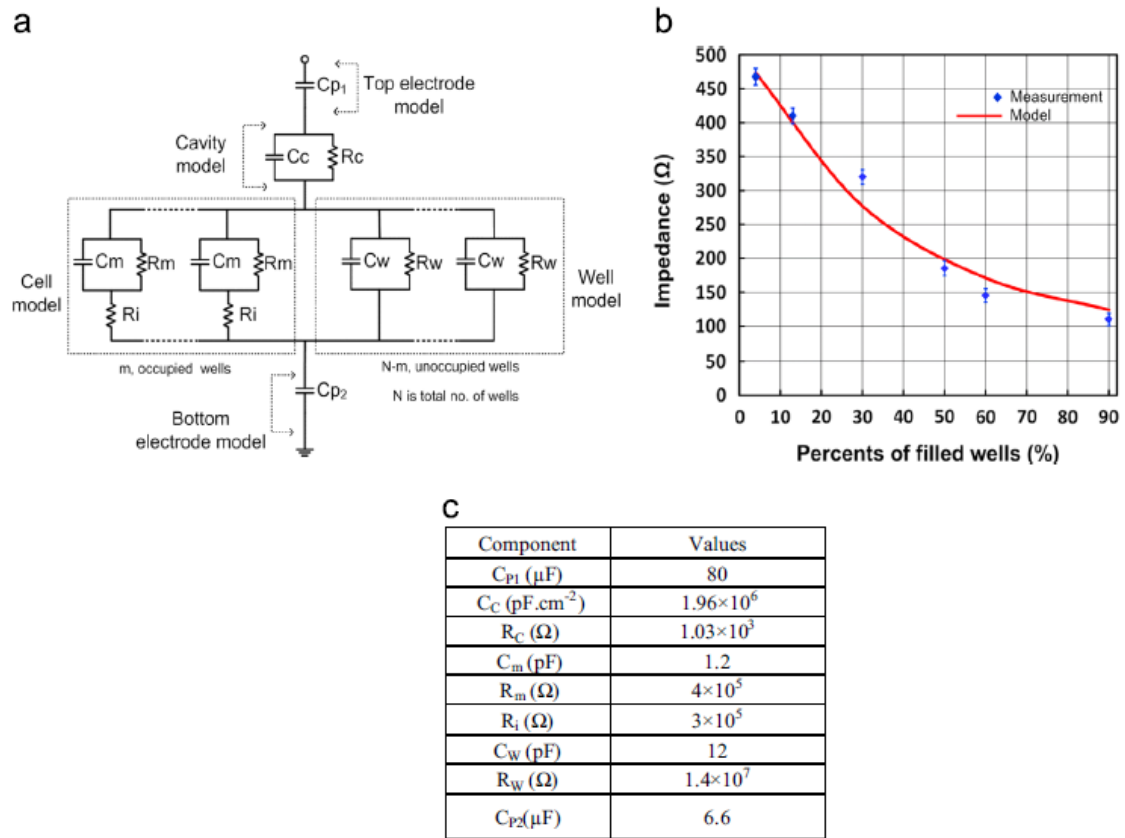 a
Cp1
Top electrode
model
Cavity
model
Cc
Rc
Cm
Rm
Cm
Rm
Cw
Rw
Cw
Rw
Cell
model
Ri
Ri
Well
model
m, occupied wells
N-m, unoccupied wells
N is total no. of wells
Cp2
Bottom
electrode model
b
500
450
400
350
300
250
200
150
100
50
0
Impedance (Ω)
Measurement
Model
0 10 20 30 40 50 60 70 80 90
Percents of filled wells (%)
c
Component Values
CP1 (µF) 80
CC (pF.cm-2) 1.96×10^6
RC (Ω) 1.03×10^3
Cm (pF) 1.2
Rm (Ω) 4×10^5
Ri (Ω) 3×10^5
CW (pF) 12
RW (Ω) 1.4×10^7
CP2(µF) 6.6